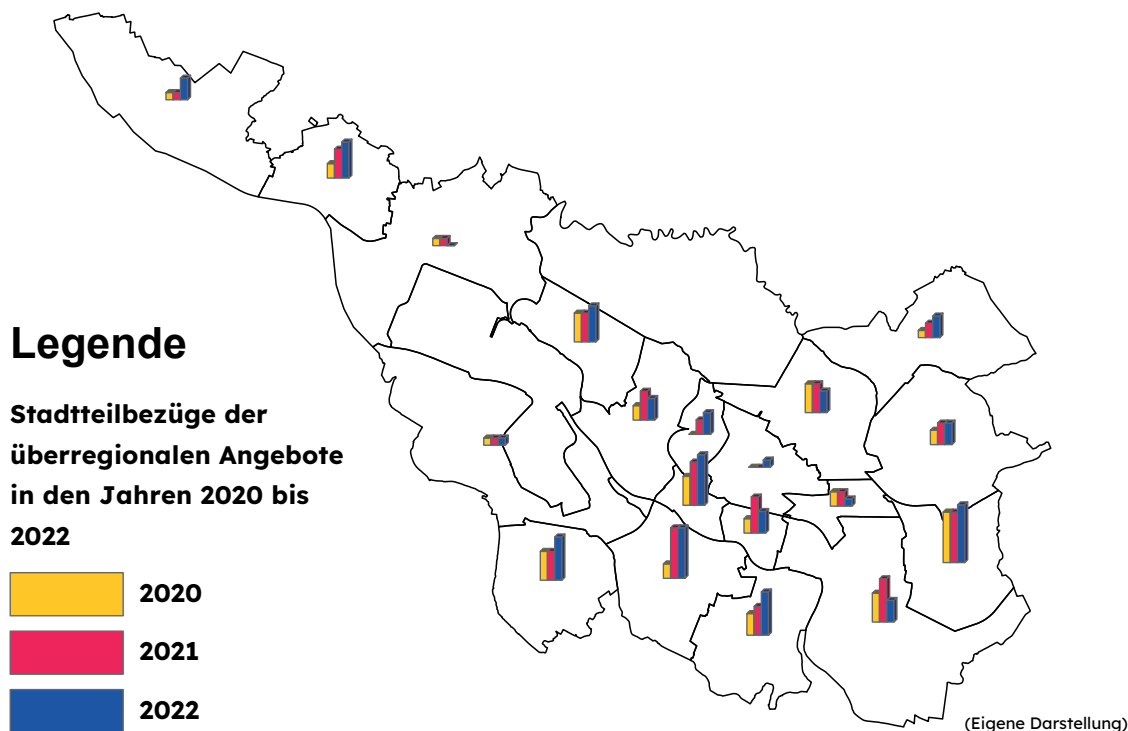 Legende
Stadtteilbezüge der
überregionalen Angebote
in den Jahren 2020 bis
2022
2020
2021
2022
(Eigene Darstellung)